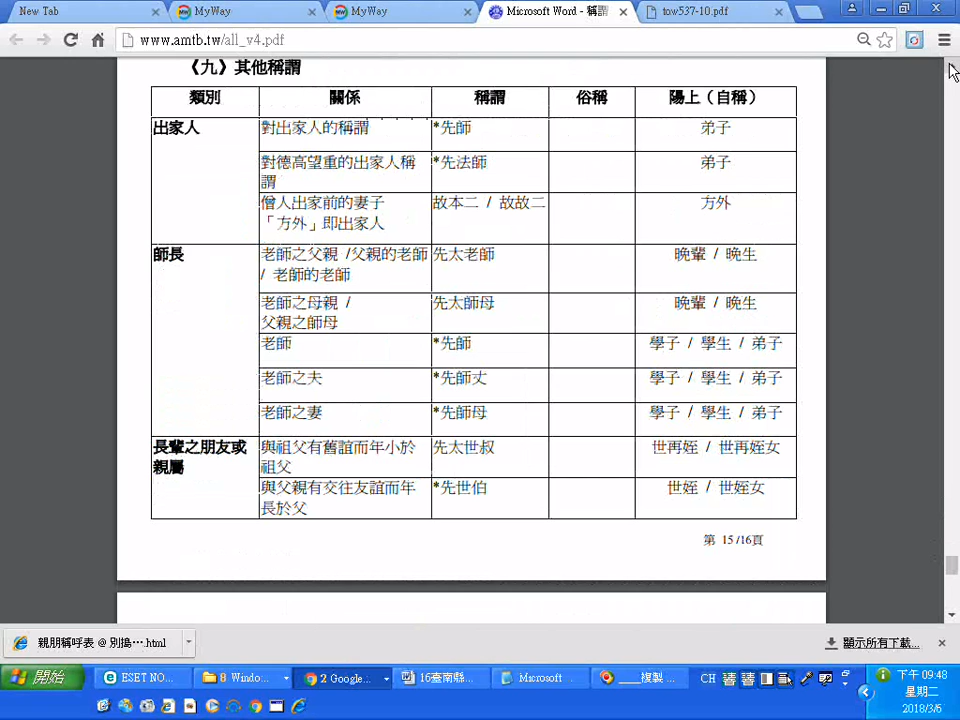 New Tab
MyWay
MyWay
Microsoft Word - 稱謂
tow537-10.pdf
www.amtb.tw/all_v4.pdf
《九》其他稱謂
類別 關係 稱謂 俗稱 陽上（自稱）
出家人 對出家人的稱謂 *先師 弟子
對德高望重的出家人稱 *先法師 弟子
謂
僧人出家前的妻子 故本二 / 故故二 方外
「方外」即出家人
師長 老師之父親 /父親的老師 先太老師 晚輩 / 晚生
/ 老師的老師
老師之母親 / 先太師母 晚輩 / 晚生
父親之師母
老師 *先師 學子 / 學生 / 弟子
老師之夫 *先師丈 學子 / 學生 / 弟子
老師之妻 *先師母 學子 / 學生 / 弟子
長輩之朋友或 與祖父有舊誼而年小於 先太世叔 世再姪 / 世再姪女
親屬 祖父
與父親有交往友誼而年 *先世伯 世姪 / 世姪女
長於父
第 15/16頁
親朋稱呼表 @ 別搗⋯.html
顯示所有下載...
開始
ESET NO...
8 Windo...
2 Google...
16臺南縣...
Microsoft
____複製...
CH
下午 09:48
星期二
2018/3/6